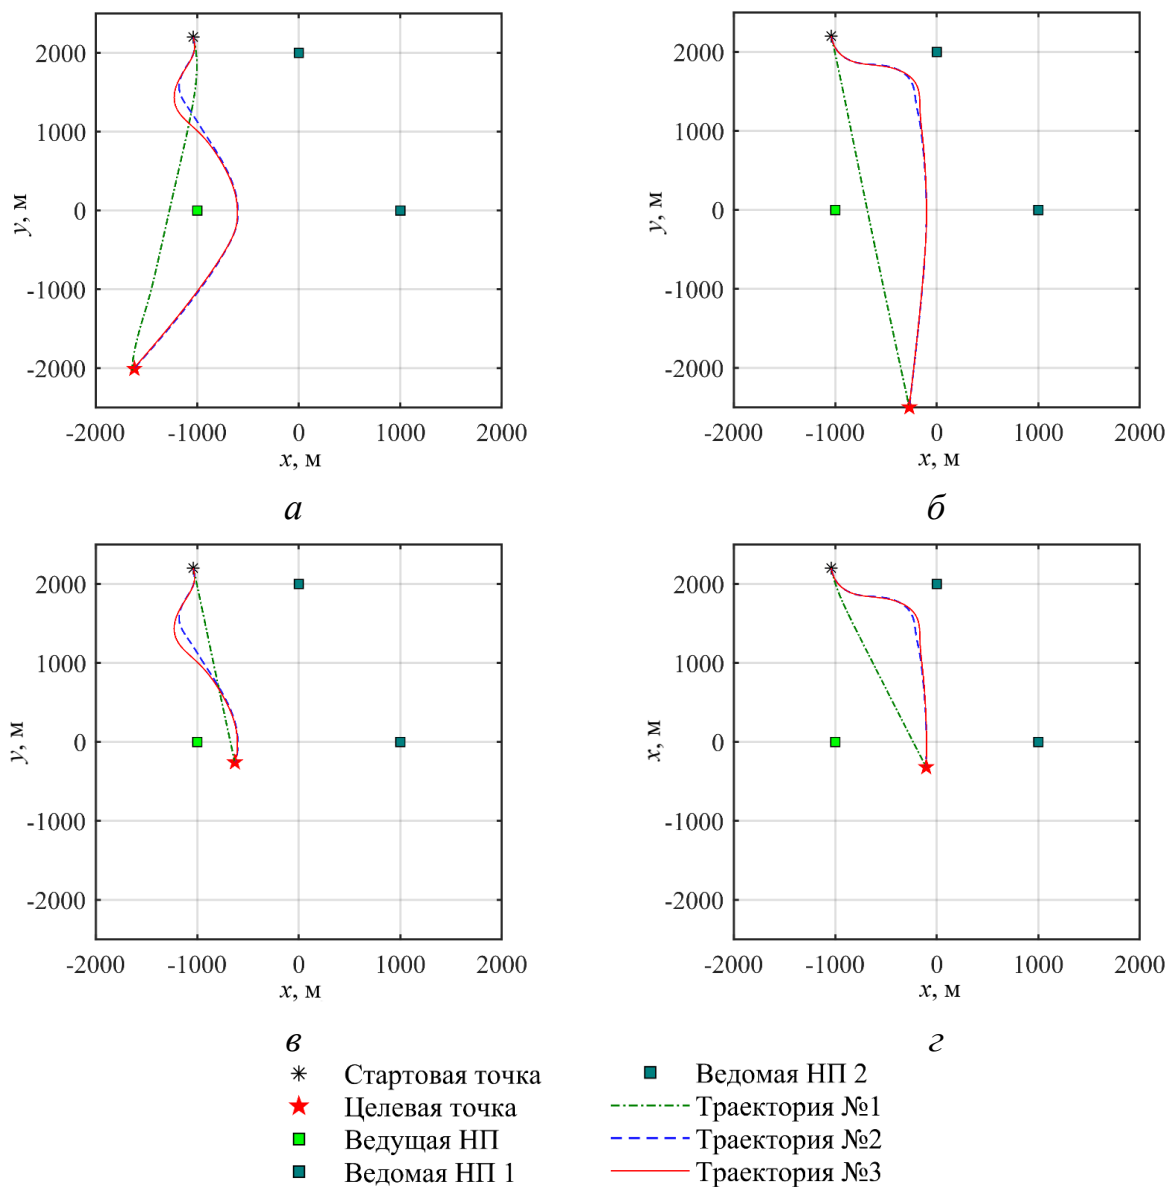 2000
1000
0
-1000
-2000
y, м
-2000 -1000 0 1000 2000
x, м
а
2000
1000
0
-1000
-2000
y, м
-2000 -1000 0 1000 2000
x, м
б
2000
1000
0
-1000
-2000
y, м
-2000 -1000 0 1000 2000
x, м
в
2000
1000
0
-1000
-2000
x, м
-2000 -1000 0 1000 2000
x, м
г
Стартовая точка
Целевая точка
Ведущая НП
Ведомая НП 1
Ведомая НП 2
Траектория №1
Траектория №2
Траектория №3